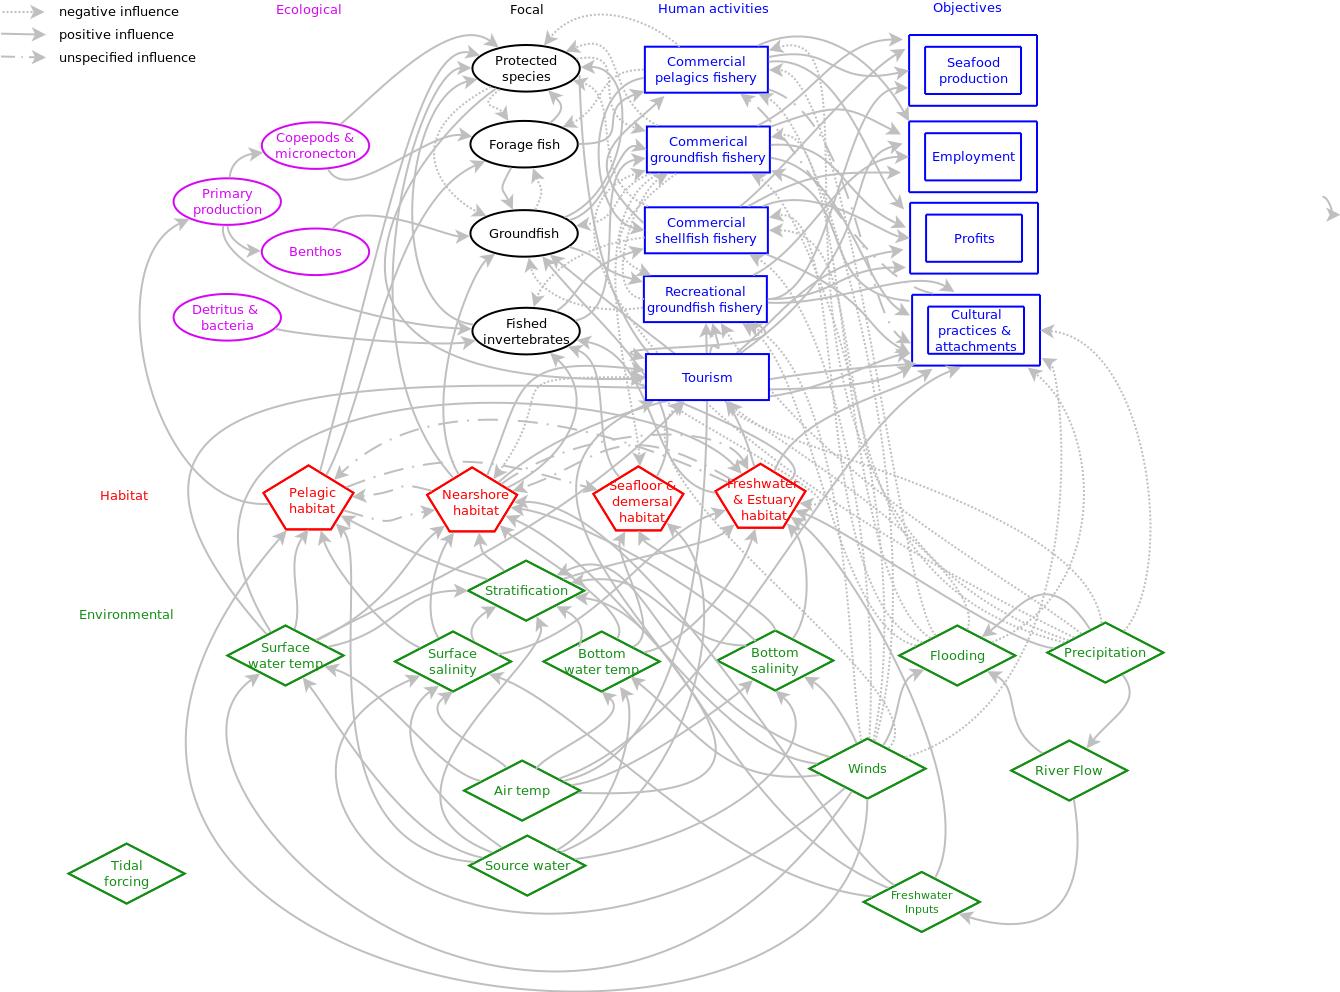 negative influence
positive influence
unspecified influence
Ecological
Focal
Human activities
Objectives
Protected
species
Commercial
pelagics fishery
Seafood
production
Copepods &
micronecton
Forage fish
Commerical
groundfish fishery
Employment
Primary
production
Benthos
Groundfish
Commercial
shellfish fishery
Profits
Detritus &
bacteria
Fished
invertebrates
Recreational
groundfish fishery
Cultural
practices &
attachments
Tourism
Habitat
Pelagic
habitat
Nearshore
habitat
Seafloor &
demersal
habitat
Freshwater
& Estuary
habitat
Environmental
Stratification
Surface
water temp
Surface
salinity
Bottom
water temp
Bottom
salinity
Flooding
Precipitation
Air temp
Winds
River Flow
Source water
Tidal
forcing
Freshwater
Inputs